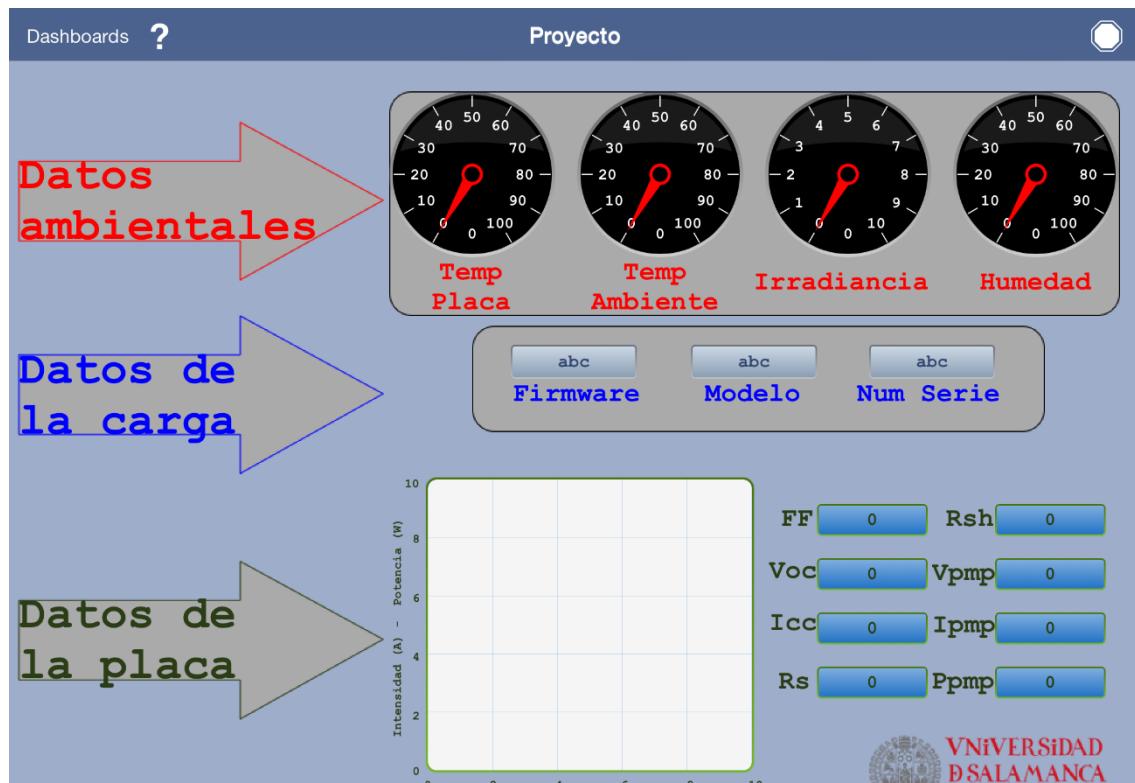 Dashboards ?
Proyecto
Datos
ambientales
0 10 20 30 40 50 60 70 80 90 100
0
Temp
Placa
0 10 20 30 40 50 60 70 80 90 100
0
Temp
Ambiente
0 1 2 3 4 5 6 7 8 9 10
0
Irradiancia
0 10 20 30 40 50 60 70 80 90 100
0
Humedad
Datos de
la carga
abc
Firmware
abc
Modelo
abc
Num Serie
Datos de
la placa
Intensidad (A) - Potencia (W)
10
8
6
4
2
0
FF 0
Rsh 0
Voc 0
Vpmp 0
Icc 0
Ipmp 0
Rs 0
Ppmp 0
VNiVERSiDAD
Ð SALAMANCA